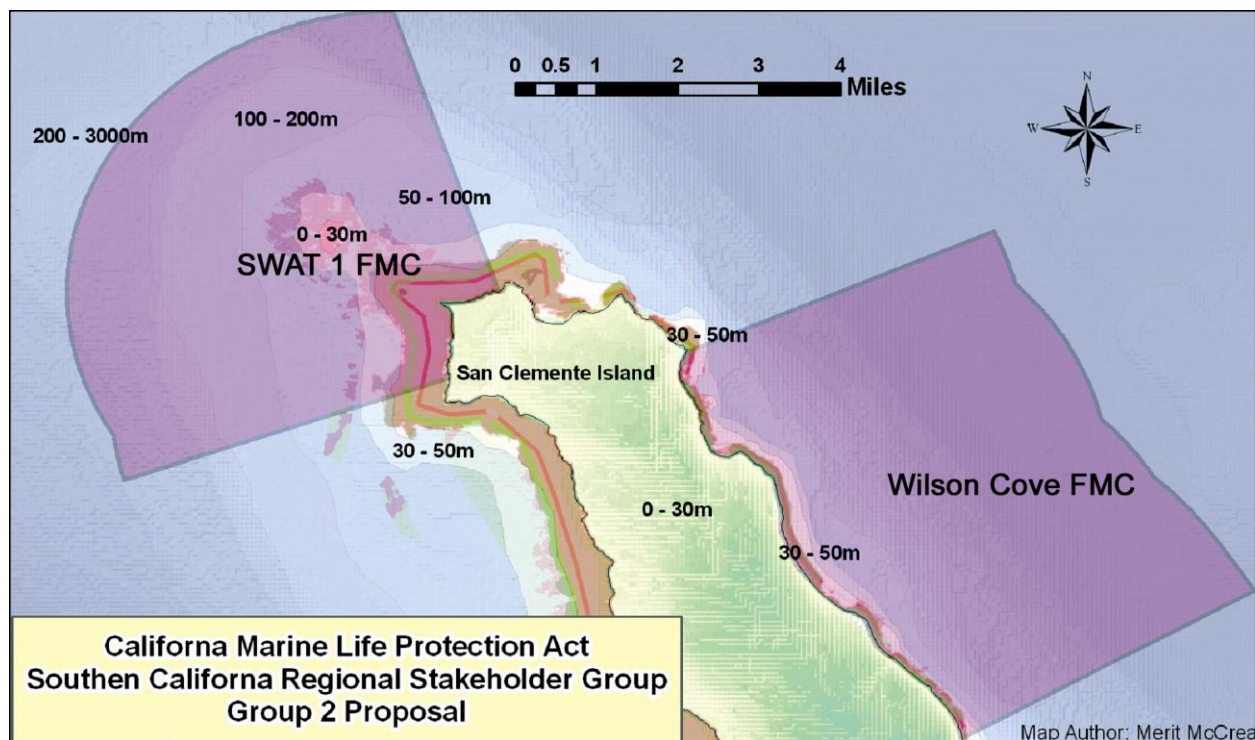 0 0.5 1 2 3 4
Miles
N
W E
S
200 - 3000m
100 - 200m
50 - 100m
0 - 30m
SWAT 1 FMC
30 - 50m
San Clemente Island
30 - 50m
0 - 30m
Wilson Cove FMC
30 - 50m
Californa Marine Life Protection Act
Southen Californa Regional Stakeholder Group
Group 2 Proposal
Map Author: Merit McCrea